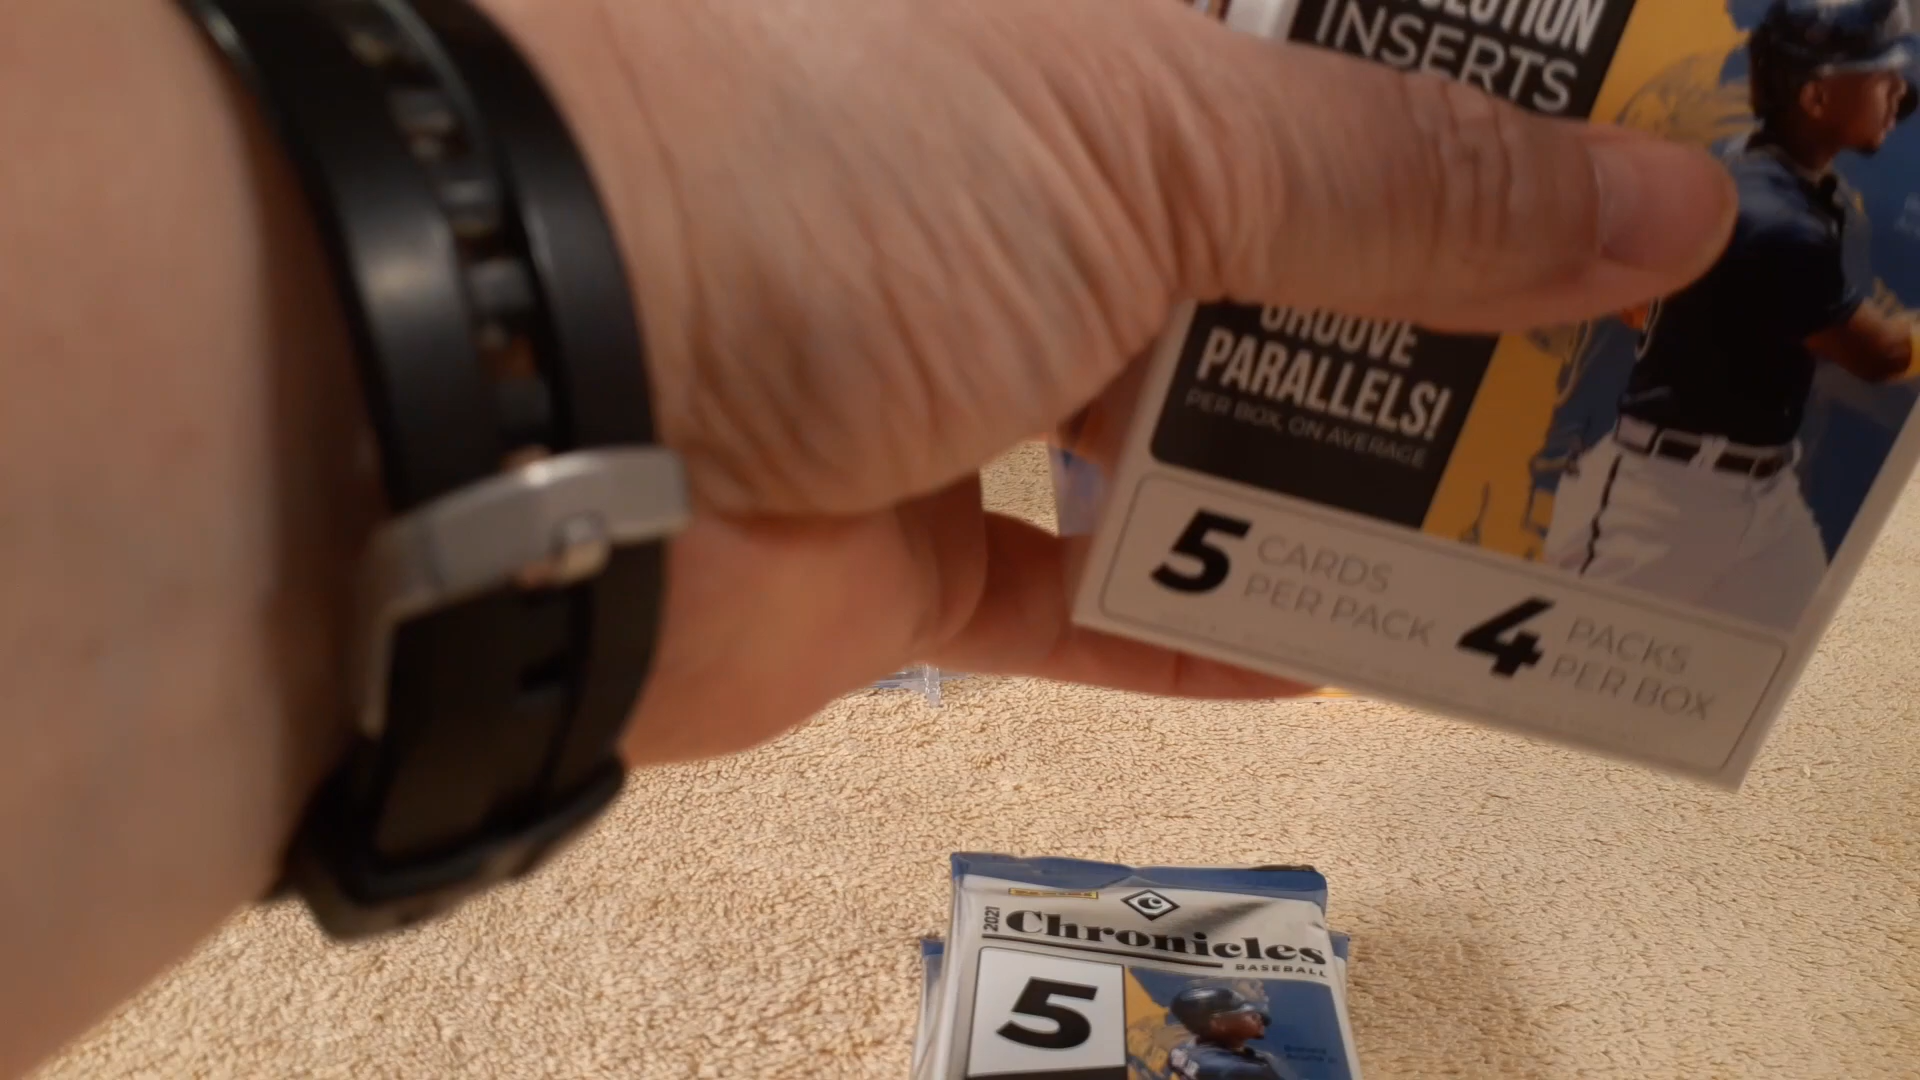 INSERTS
GROOVE
PARALLELS!
PER BOX, ON AVERAGE
5 CARDS
PER PACK
4 PACKS
PER BOX
2021
Chronicles
BASEBALL
5